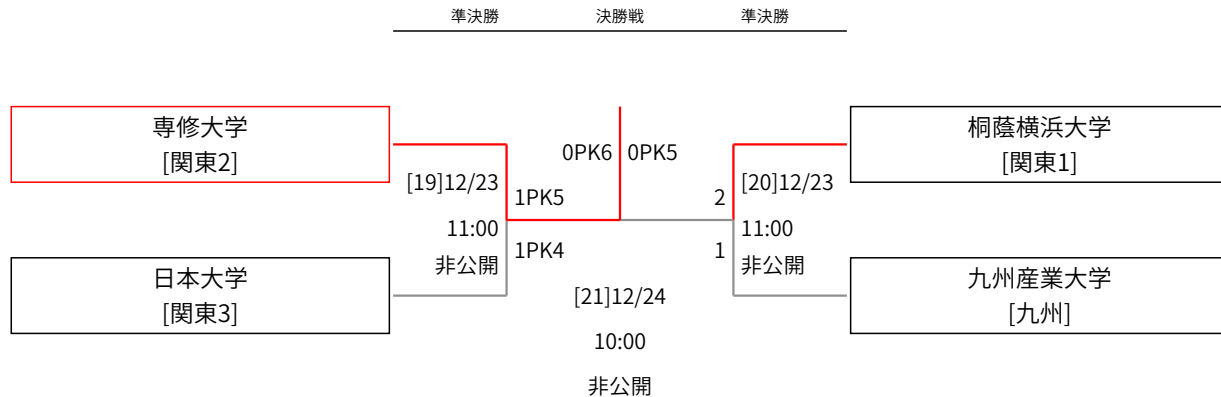 準決勝
決勝戦
準決勝
専修大学
[関東2]
桐蔭横浜大学
[関東1]
0PK6
0PK5
[19]12/23
11:00
非公開
1PK5
1PK4
2
1
[20]12/23
11:00
非公開
日本大学
[関東3]
九州産業大学
[九州]
[21]12/24
10:00
非公開